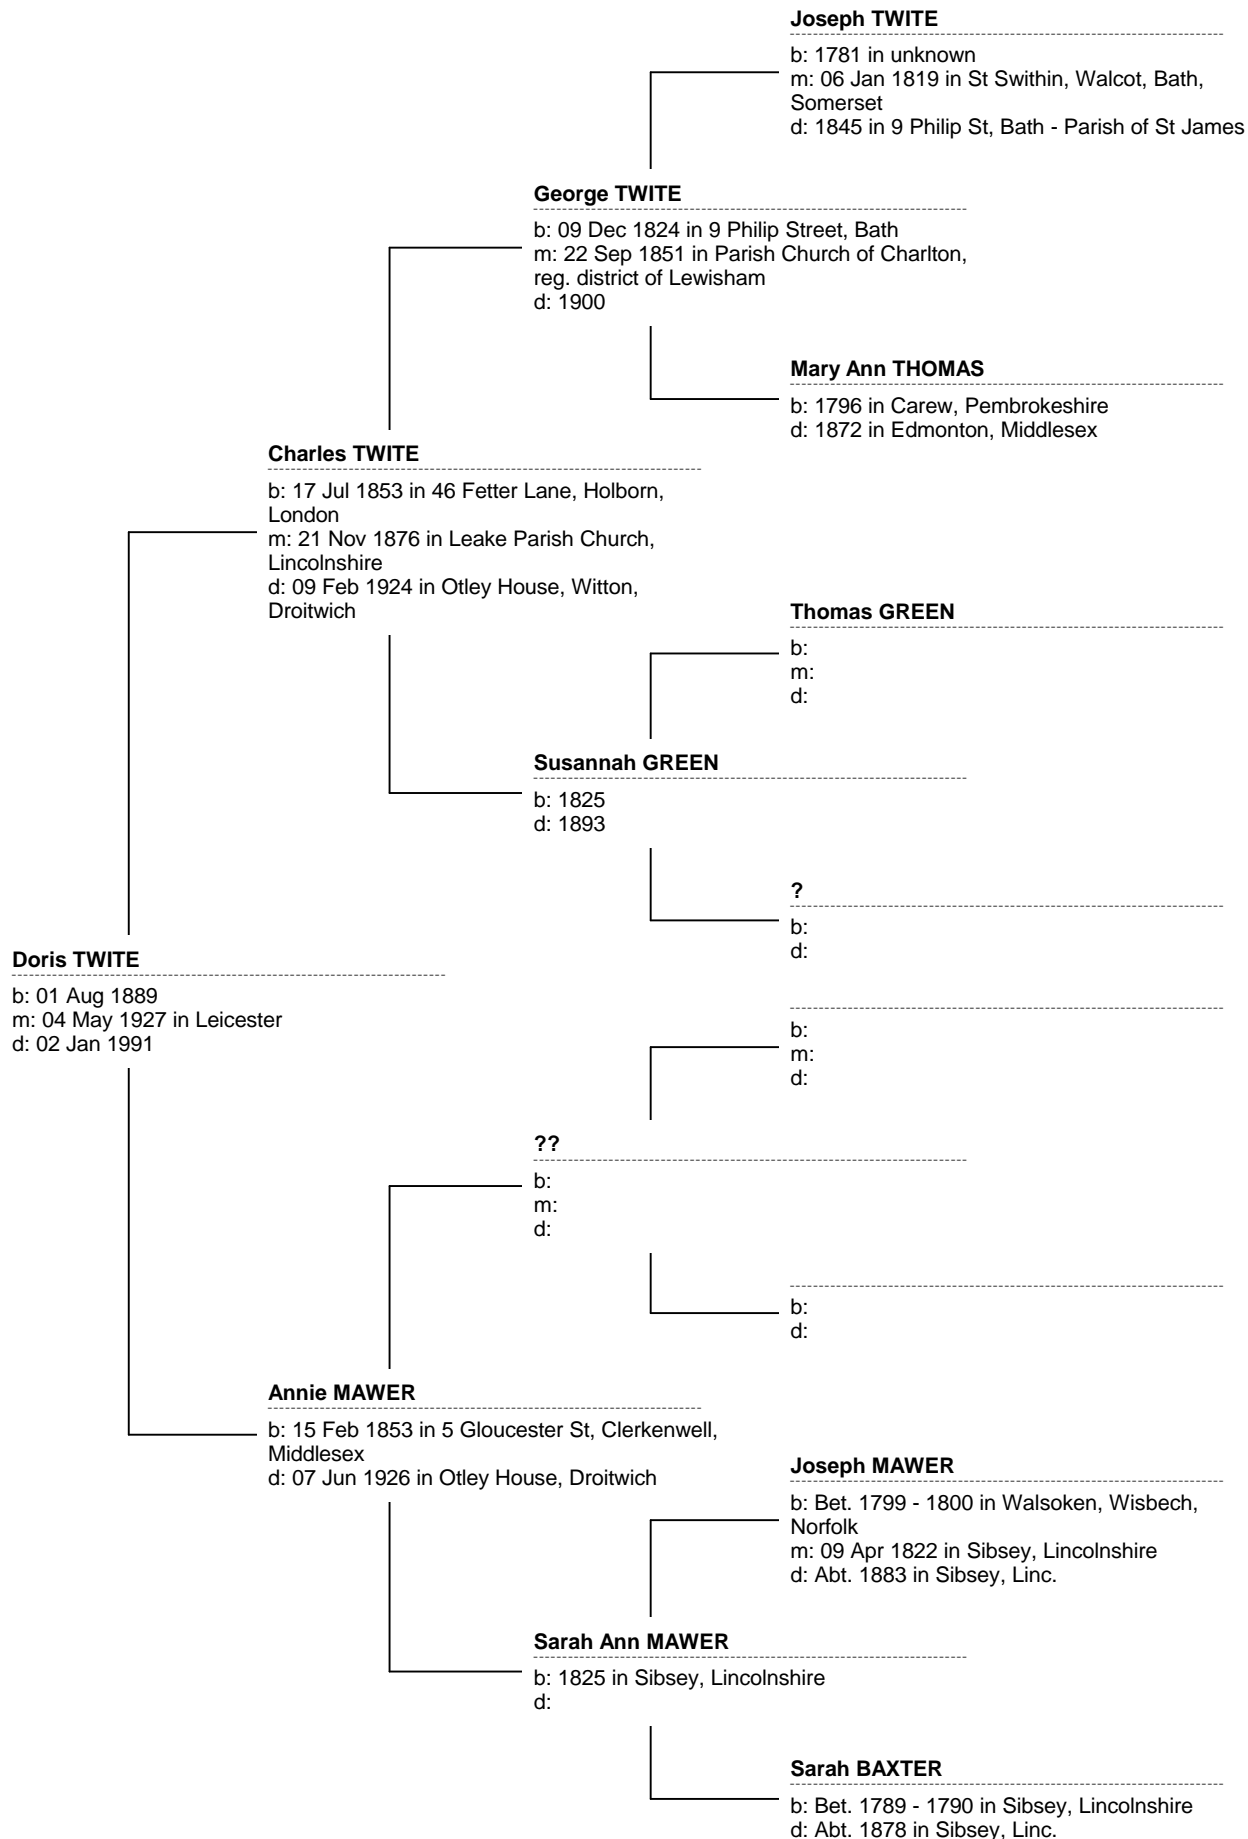 Joseph TWITE
b: 1781 in unknown
m: 06 Jan 1819 in St Swithin, Walcot, Bath,
Somerset
d: 1845 in 9 Philip St, Bath - Parish of St James
George TWITE
b: 09 Dec 1824 in 9 Philip Street, Bath
m: 22 Sep 1851 in Parish Church of Charlton,
reg. district of Lewisham
d: 1900
Mary Ann THOMAS
b: 1796 in Carew, Pembrokeshire
d: 1872 in Edmonton, Middlesex
Charles TWITE
b: 17 Jul 1853 in 46 Fetter Lane, Holborn,
London
m: 21 Nov 1876 in Leake Parish Church,
Lincolnshire
d: 09 Feb 1924 in Otley House, Witton,
Droitwich
Thomas GREEN
b:
m:
d:
Susannah GREEN
b: 1825
d: 1893
?
b:
d:
Doris TWITE
b: 01 Aug 1889
m: 04 May 1927 in Leicester
d: 02 Jan 1991
b:
m:
d:
??
b:
m:
d:
b:
d:
Annie MAWER
b: 15 Feb 1853 in 5 Gloucester St, Clerkenwell,
Middlesex
d: 07 Jun 1926 in Otley House, Droitwich
Joseph MAWER
b: Bet. 1799 - 1800 in Walsoken, Wisbech,
Norfolk
m: 09 Apr 1822 in Sibsey, Lincolnshire
d: Abt. 1883 in Sibsey, Linc.
Sarah Ann MAWER
b: 1825 in Sibsey, Lincolnshire
d:
Sarah BAXTER
b: Bet. 1789 - 1790 in Sibsey, Lincolnshire
d: Abt. 1878 in Sibsey, Linc.